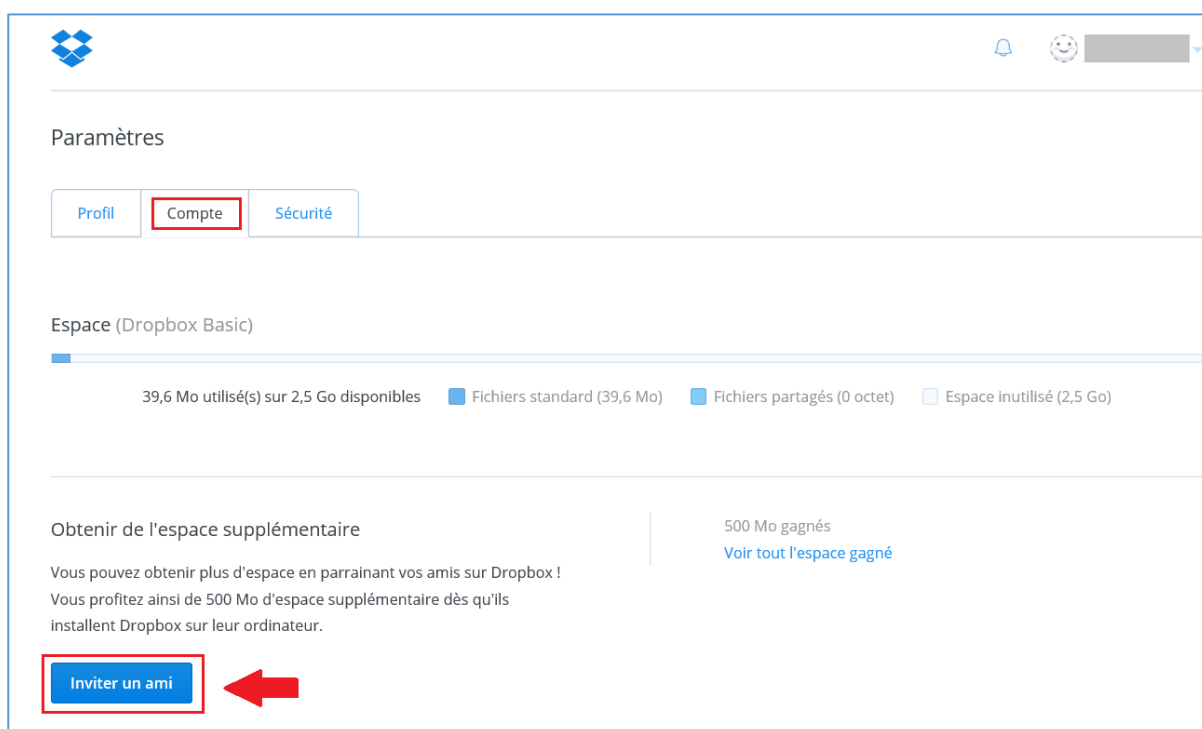 Paramètres
Profil Compte Sécurité
Espace (Dropbox Basic)
39,6 Mo utilisé(s) sur 2,5 Go disponibles Fichiers standard (39,6 Mo) Fichiers partagés (0 octet) Espace inutilisé (2,5 Go)
Obtenir de l'espace supplémentaire
Vous pouvez obtenir plus d'espace en parrainant vos amis sur Dropbox !
Vous profitez ainsi de 500 Mo d'espace supplémentaire dès qu'ils
installent Dropbox sur leur ordinateur.
Inviter un ami
500 Mo gagnés
Voir tout l'espace gagné